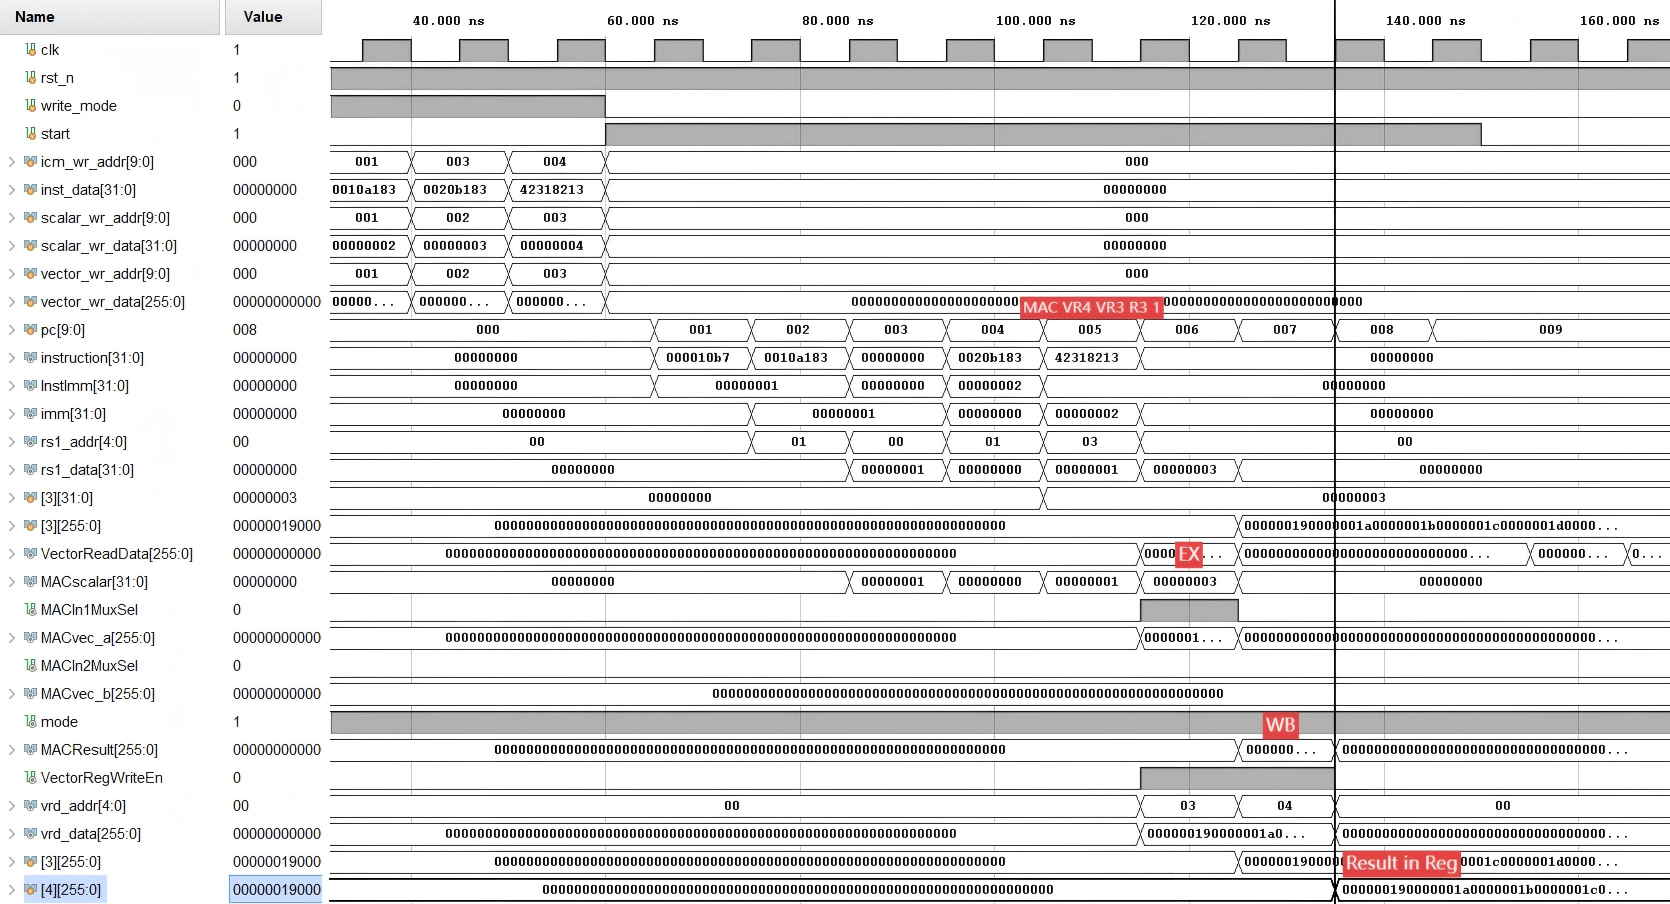 Name Value 40.000 ns 60.000 ns 80.000 ns 100.000 ns 120.000 ns 140.000 ns 160.000 ns
clk 1
rst_n 1
write_mode 0
start 1
icm_wr_addr[9:0] 000 001 003 004 000
inst_data[31:0] 00000000 0010a183 0020b183 42318213 00000000
scalar_wr_addr[9:0] 000 001 002 003 000
scalar_wr_data[31:0] 00000000 00000002 00000003 00000004 00000000
vector_wr_addr[9:0] 000 001 002 003 000
vector_wr_data[255:0] 00000000000 00000... 000000... 000000...
MAC VR4 VR3 R3 1
pc[9:0] 008 000 001 002 003 004 005 006 007 008 009
instruction[31:0] 00000000 00000000 000010b7 0010a183 00000000 0020b183 42318213 00000000
InstImm[31:0] 00000000 00000000 00000001 00000000 00000002 00000000
imm[31:0] 00000000 00000000 00000001 00000000 00000002 00000000
rs1_addr[4:0] 00 00 01 00 01 03 00
rs1_data[31:0] 00000000 00000000 00000001 00000000 00000001 00000003 00000000
[3][31:0] 00000003 00000000 00000003
[3][255:0] 00000019000 0000000000000000000000000000000000000000000000000000000000000000 000000190000001a0000001b0000001c0000001d0000...
VectorReadData[255:0] 00000000000 0000000000000000000000000000000000000000000000000000000000000000 0000 EX ... 0000000000000000000000000000... 000000... 0...
MACscalar[31:0] 00000000 00000000 00000001 00000000 00000001 00000003 00000000
MACIn1MuxSel 0
MACvec_a[255:0] 00000000000 0000000000000000000000000000000000000000000000000000000000000000 0000001... 00000000000000000000000000000000000000000000...
MACIn2MuxSel 0
MACvec_b[255:0] 00000000000 0000000000000000000000000000000000000000000000000000000000000000
mode 1
WB
MACResult[255:0] 00000000000 0000000000000000000000000000000000000000000000000000000000000000 000000... 000000000000000000000000000000000...
VectorRegWriteEn 0
vrd_addr[4:0] 00 00 03 04 00
vrd_data[255:0] 00000000000 0000000000000000000000000000000000000000000000000000000000000000 000000190000001a0... 000000000000000000000000000000000...
[3][255:0] 00000019000 0000000000000000000000000000000000000000000000000000000000000000 Result in Reg 0001c0000001d0000...
[4][255:0] 00000019000 0000000000000000000000000000000000000000000000000000000000000000 000000190000001a0000001b0000001c0...